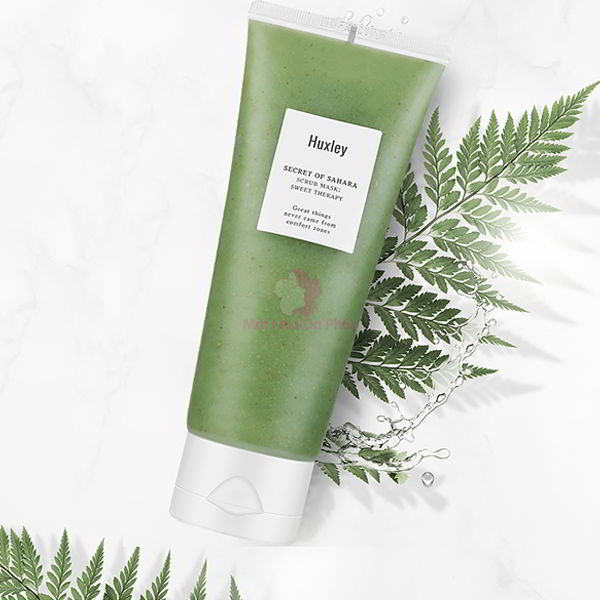 Huxley
SECRET OF SAHARA
SCRUB MASK;
SWEET THERAPY
Great things
never came from
comfort zones